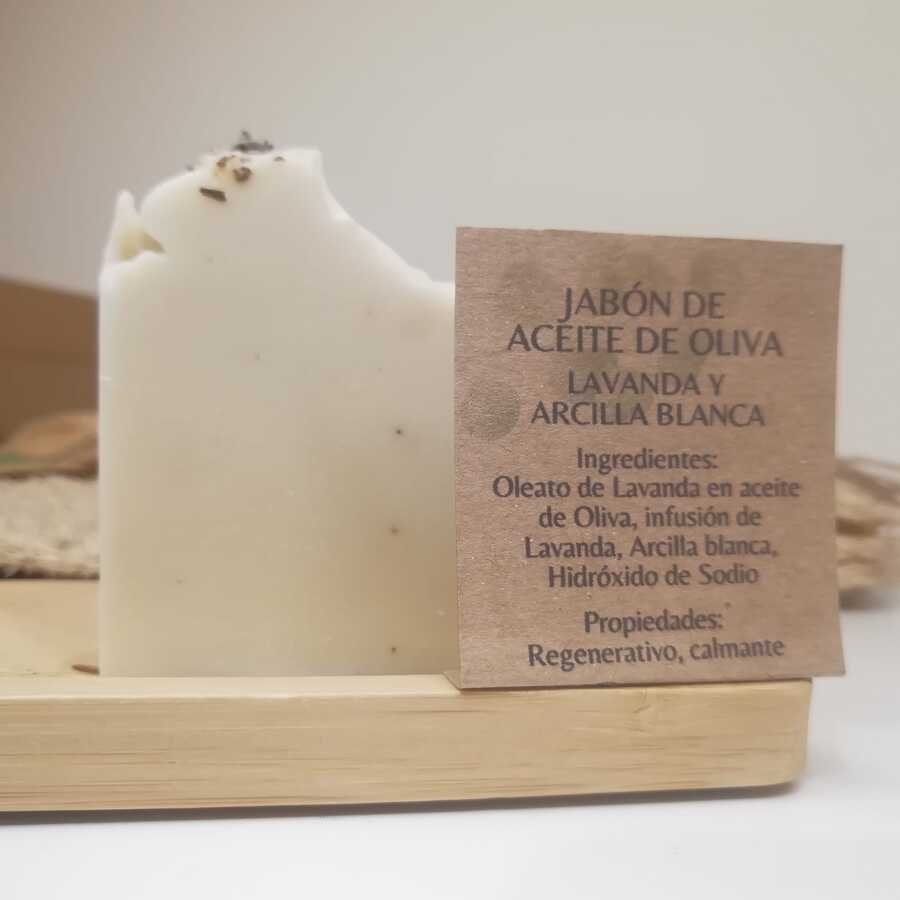 JABÓN DE
ACEITE DE OLIVA
LAVANDA Y
ARCILLA BLANCA
Ingredientes:
Oleato de Lavanda en aceite
de Oliva, infusión de
Lavanda, Arcilla blanca,
Hidróxido de Sodio
Propiedades:
Regenerativo, calmante